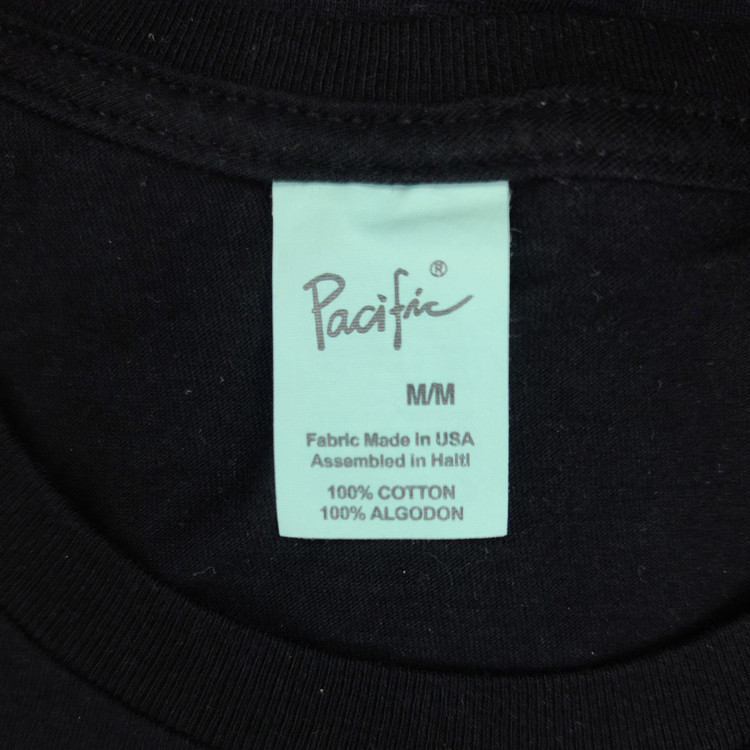 Pacific®
M/M
Fabric Made in USA
Assembled in Haiti
100% COTTON
100% ALGODON